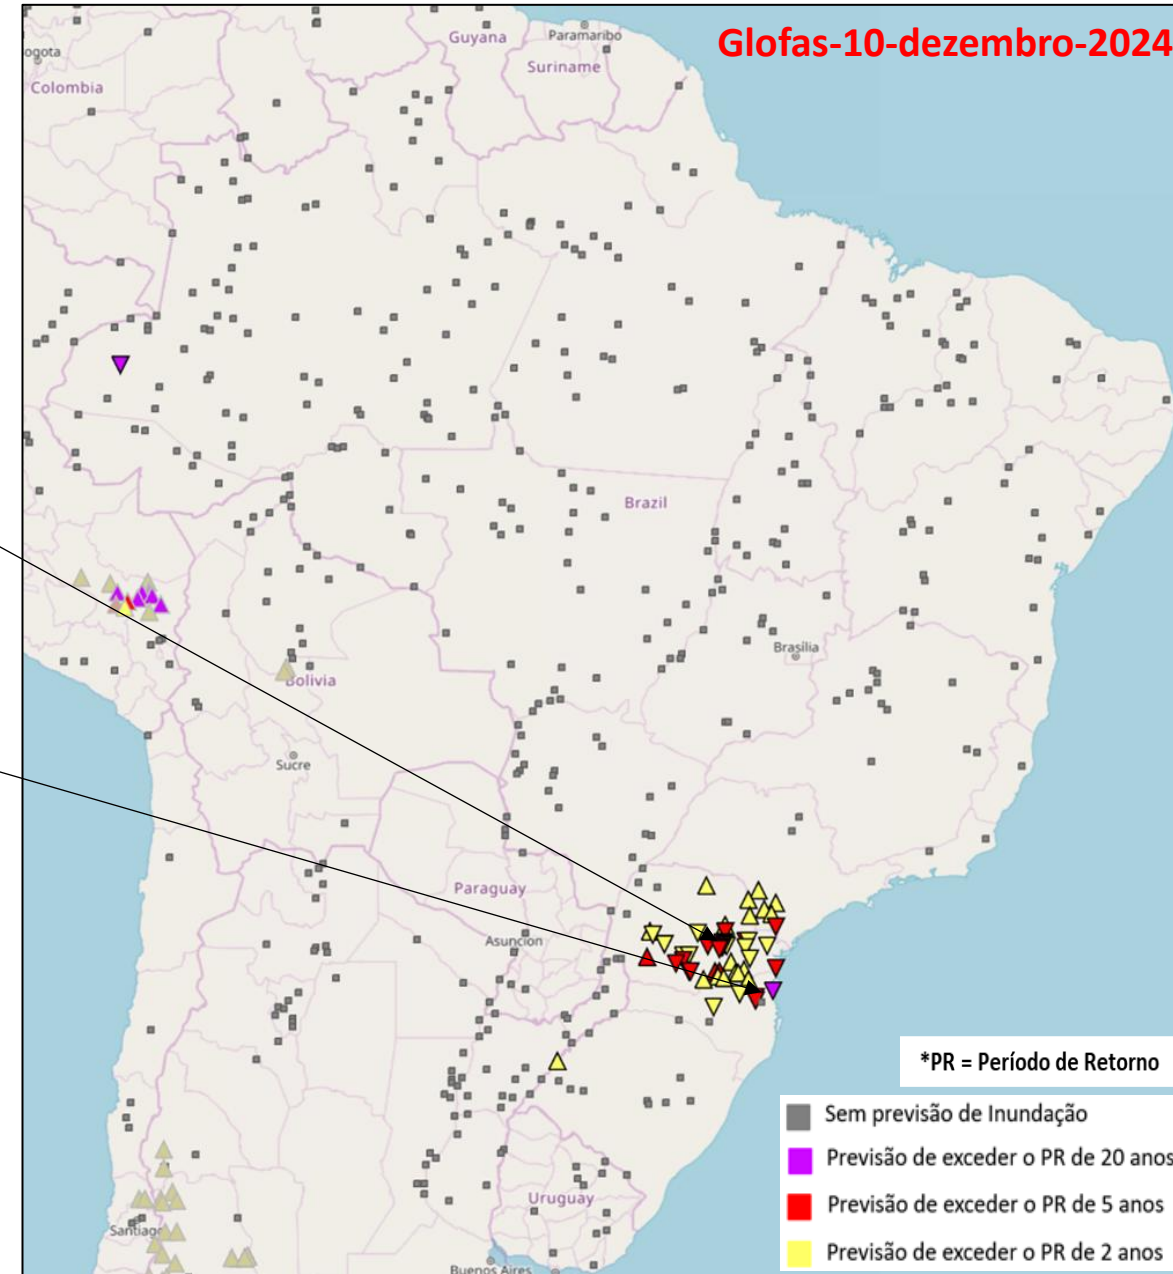 Glofas-10-dezembro-2024
Guyana
Paramaribo
Suriname
ogota
Colombia
Brazil
Brasília
Bolivia
Sucre
Paraguay
Asuncion
*PR = Período de Retorno
Sem previsão de Inundação
Previsão de exceder o PR de 20 anos
Previsão de exceder o PR de 5 anos
Previsão de exceder o PR de 2 anos
Uruguay
Santiago
Buenos Aires